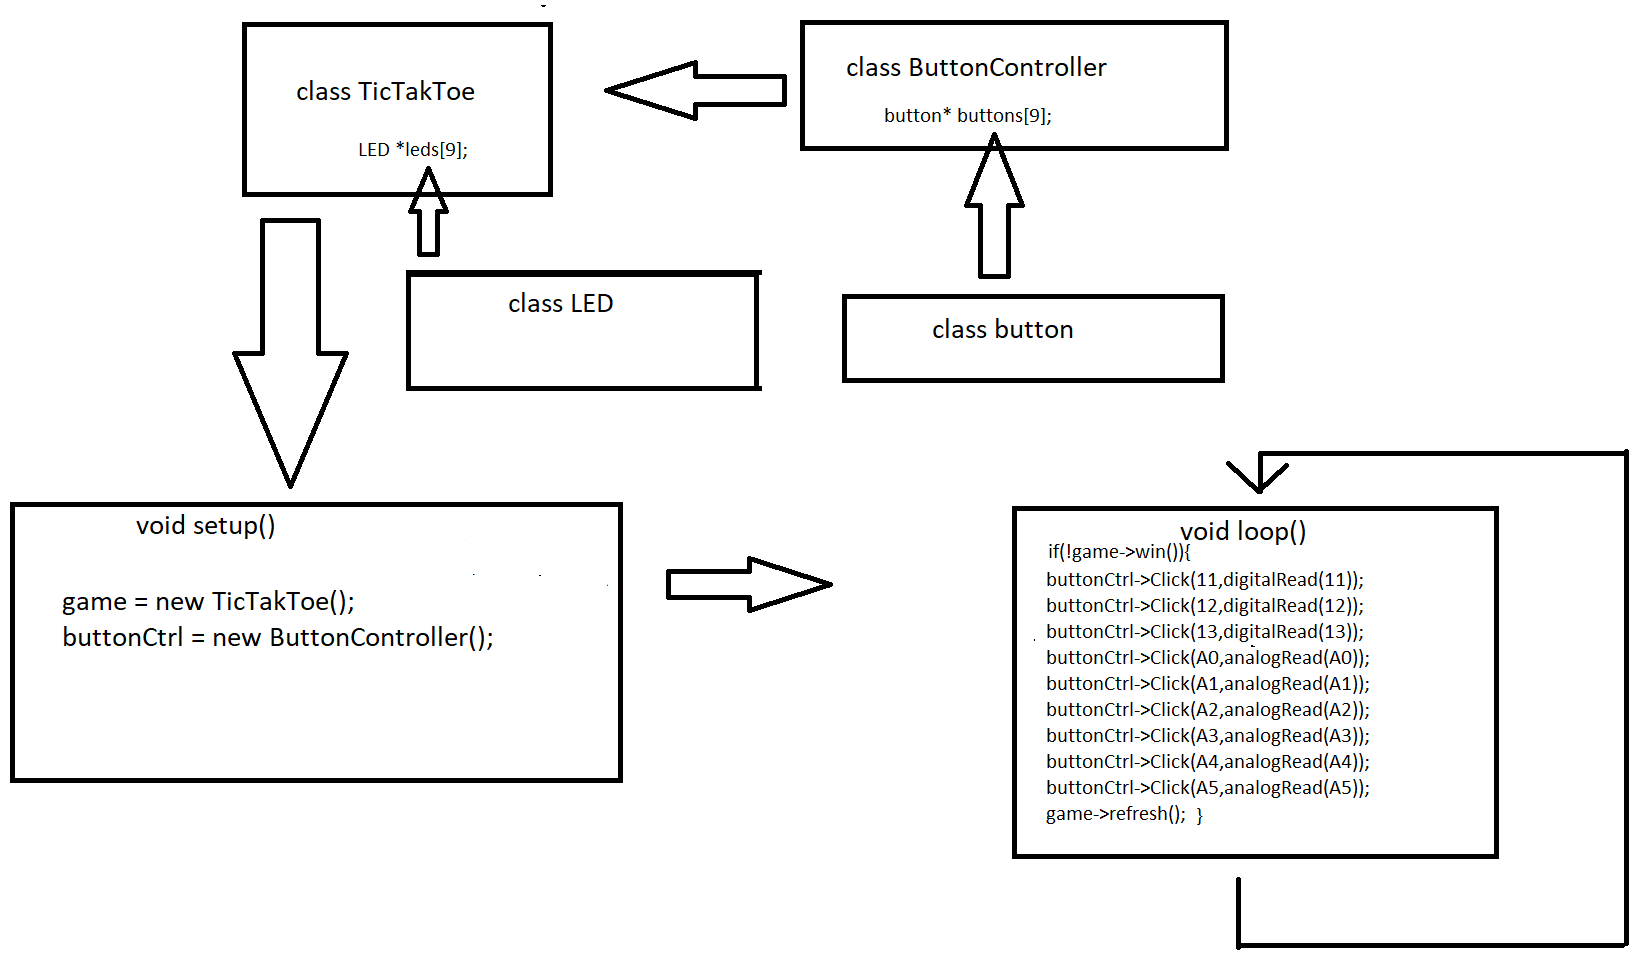 class TicTakToe
LED *leds[9];
class ButtonController
button* buttons[9];
class LED
class button
void setup()
game = new TicTakToe();
buttonCtrl = new ButtonController();
void loop()
if(!game->win()){
buttonCtrl->Click(11,digitalRead(11));
buttonCtrl->Click(12,digitalRead(12));
buttonCtrl->Click(13,digitalRead(13));
buttonCtrl->Click(A0,analogRead(A0));
buttonCtrl->Click(A1,analogRead(A1));
buttonCtrl->Click(A2,analogRead(A2));
buttonCtrl->Click(A3,analogRead(A3));
buttonCtrl->Click(A4,analogRead(A4));
buttonCtrl->Click(A5,analogRead(A5));
game->refresh(); }